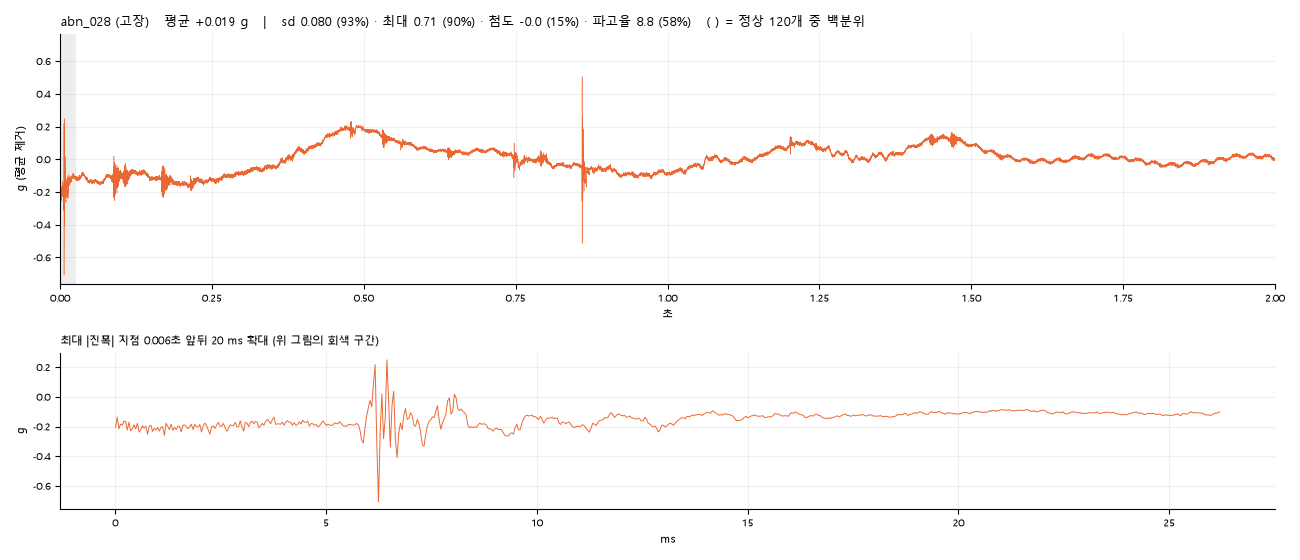 abn_028 (고장) 평균 +0.019 g | sd 0.080 (93%) · 최대 0.71 (90%) · 첨도 -0.0 (15%) · 파고율 8.8 (58%) ( ) = 정상 120개 중 백분위
g (평균 제거)
0.6
0.4
0.2
0.0
-0.2
-0.4
-0.6
0.00 0.25 0.50 0.75 1.00 1.25 1.50 1.75 2.00
초
최대 |진폭| 지점 0.006초 앞뒤 20 ms 확대 (위 그림의 회색 구간)
g
0.2
0.0
-0.2
-0.4
-0.6
0 5 10 15 20 25
ms